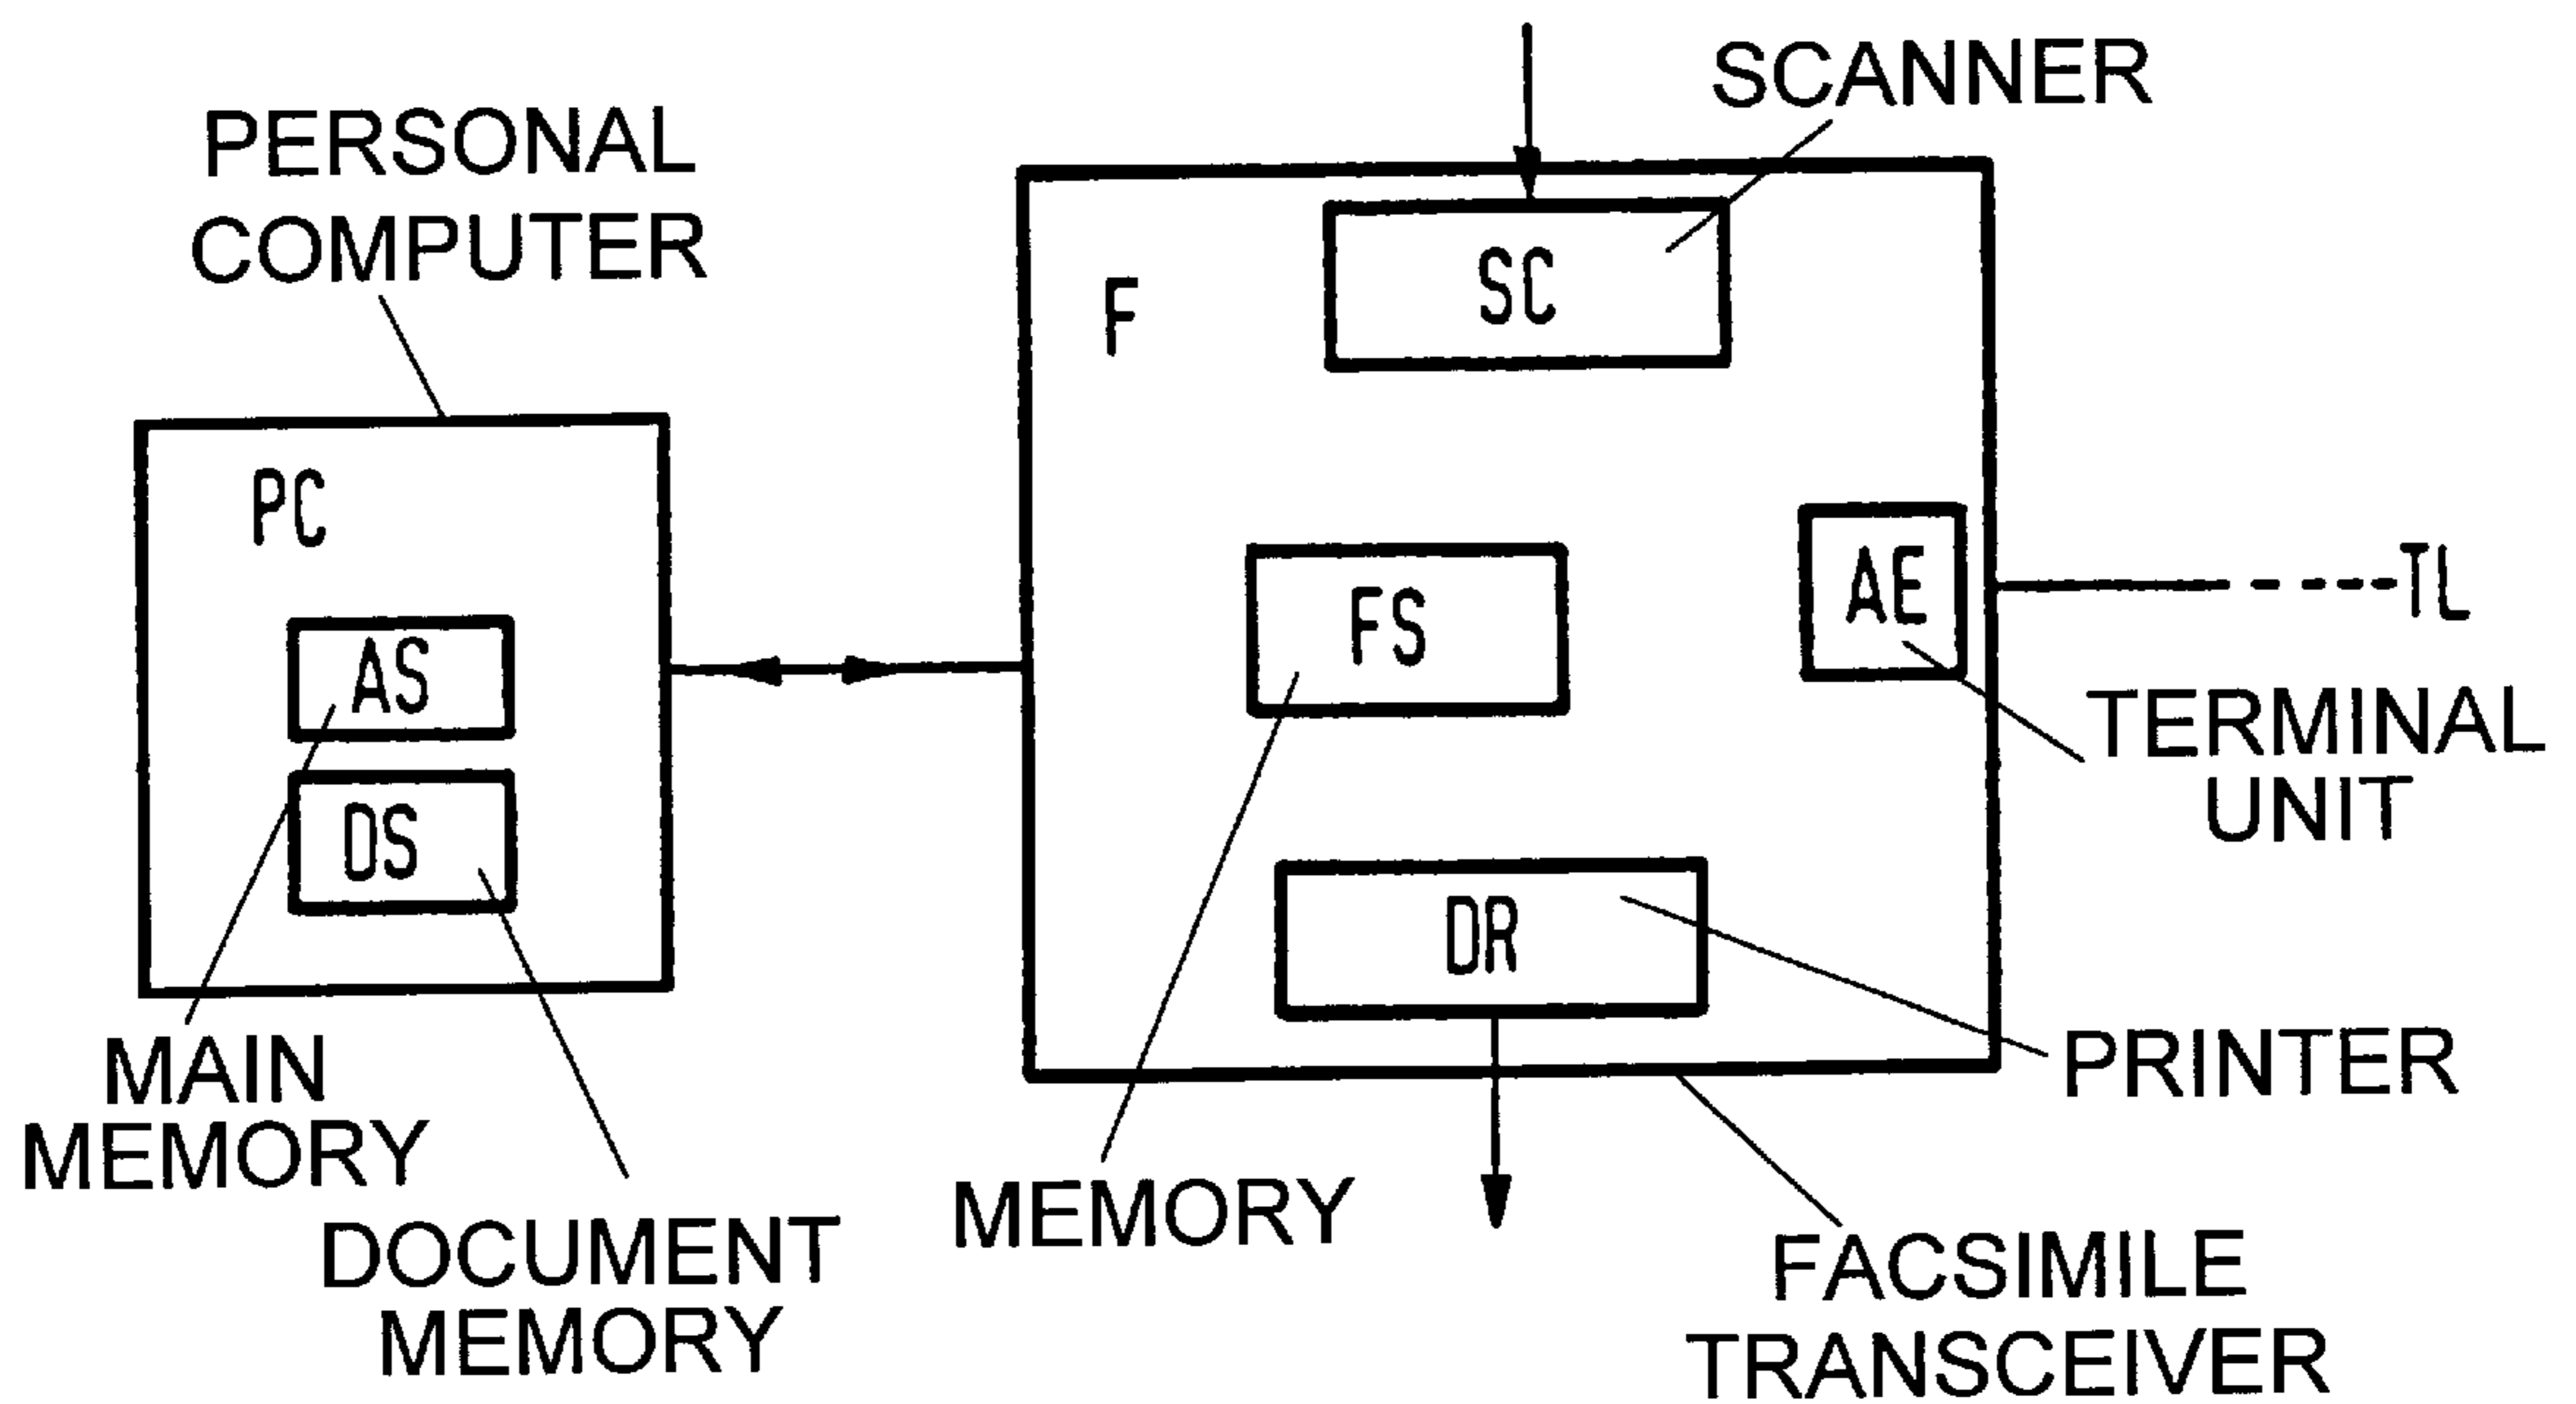 SCANNER
PERSONAL
COMPUTER
SC
F
PC
AE
TL
FS
AS
TERMINAL
UNIT
DS
DR
PRINTER
MAIN
MEMORY
MEMORY
DOCUMENT
MEMORY
FACSIMILE
TRANSCEIVER